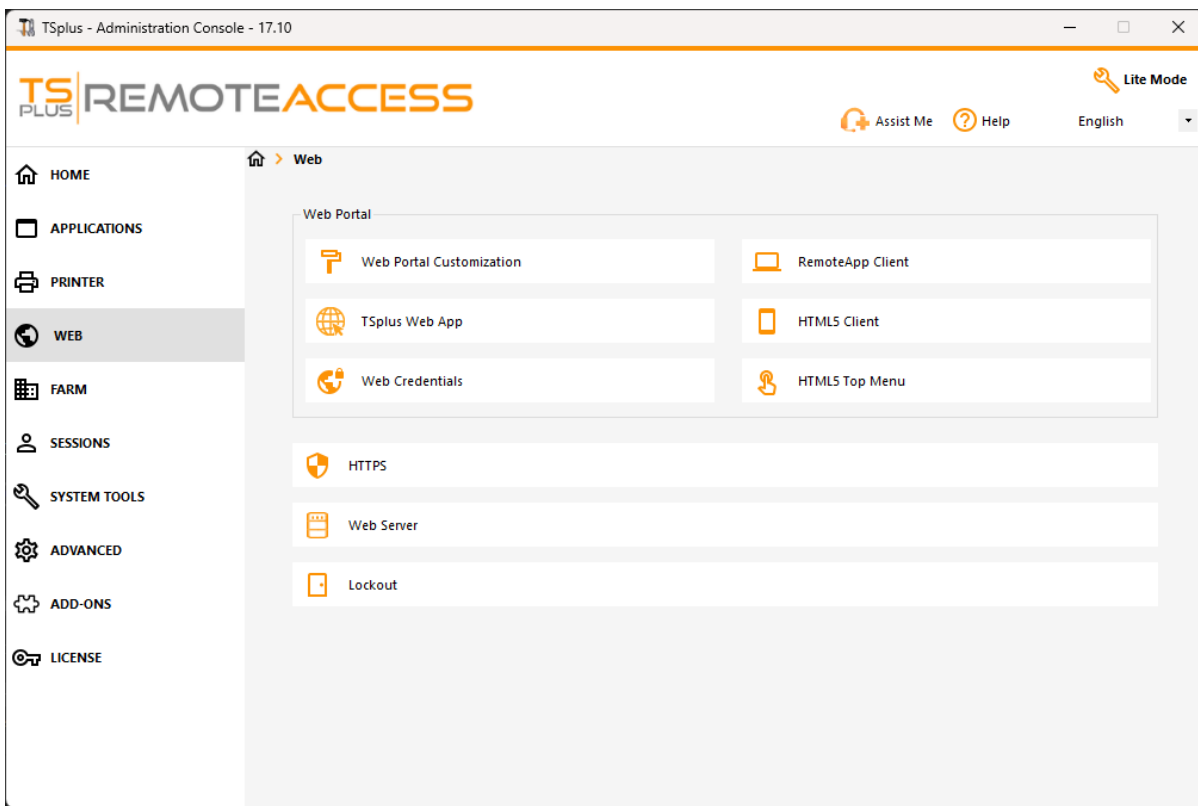 TSplus - Administration Console - 17.10
TS PLUS REMOTEACCESS
Lite Mode
Assist Me
Help
English
HOME
APPLICATIONS
PRINTER
WEB
FARM
SESSIONS
SYSTEM TOOLS
ADVANCED
ADD-ONS
LICENSE
Web
Web Portal
Web Portal Customization
RemoteApp Client
TSplus Web App
HTML5 Client
Web Credentials
HTML5 Top Menu
HTTPS
Web Server
Lockout